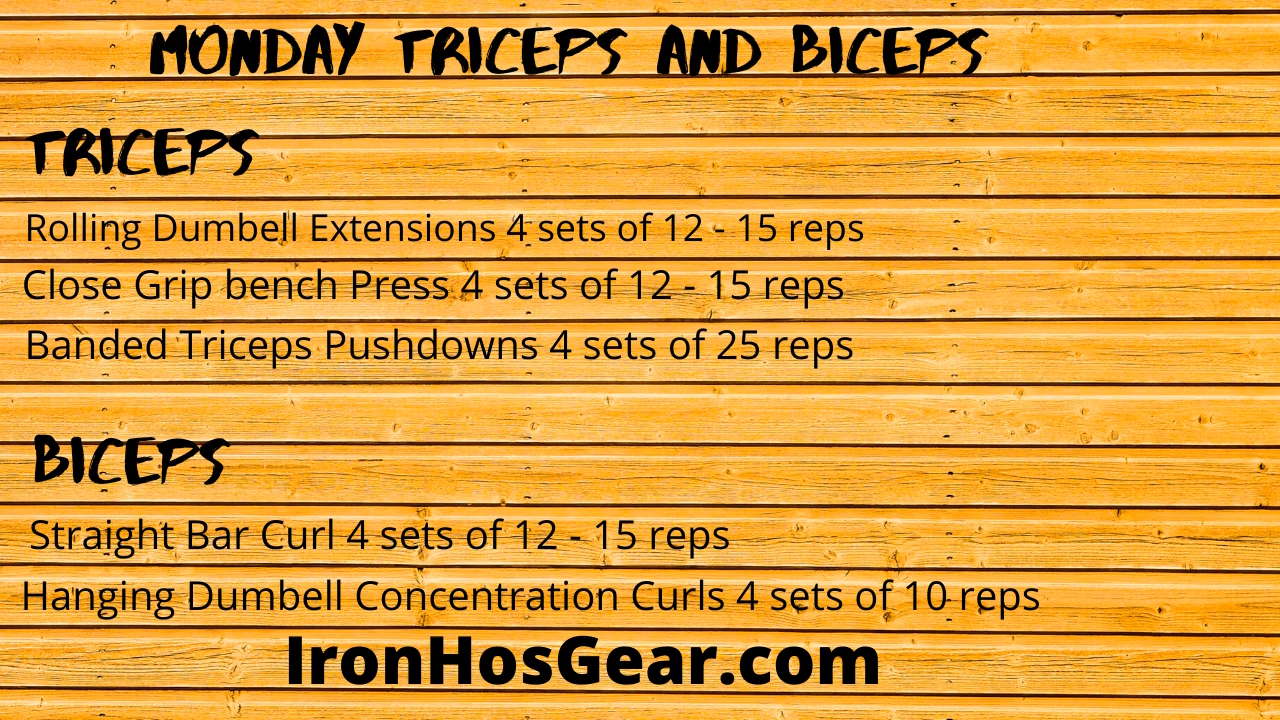 MONDAY TRICEPS AND BICEPS
TRICEPS
Rolling Dumbell Extensions 4 sets of 12 - 15 reps
Close Grip bench Press 4 sets of 12 - 15 reps
Banded Triceps Pushdowns 4 sets of 25 reps
BICEPS
Straight Bar Curl 4 sets of 12 - 15 reps
Hanging Dumbell Concentration Curls 4 sets of 10 reps
IronHosGear.com